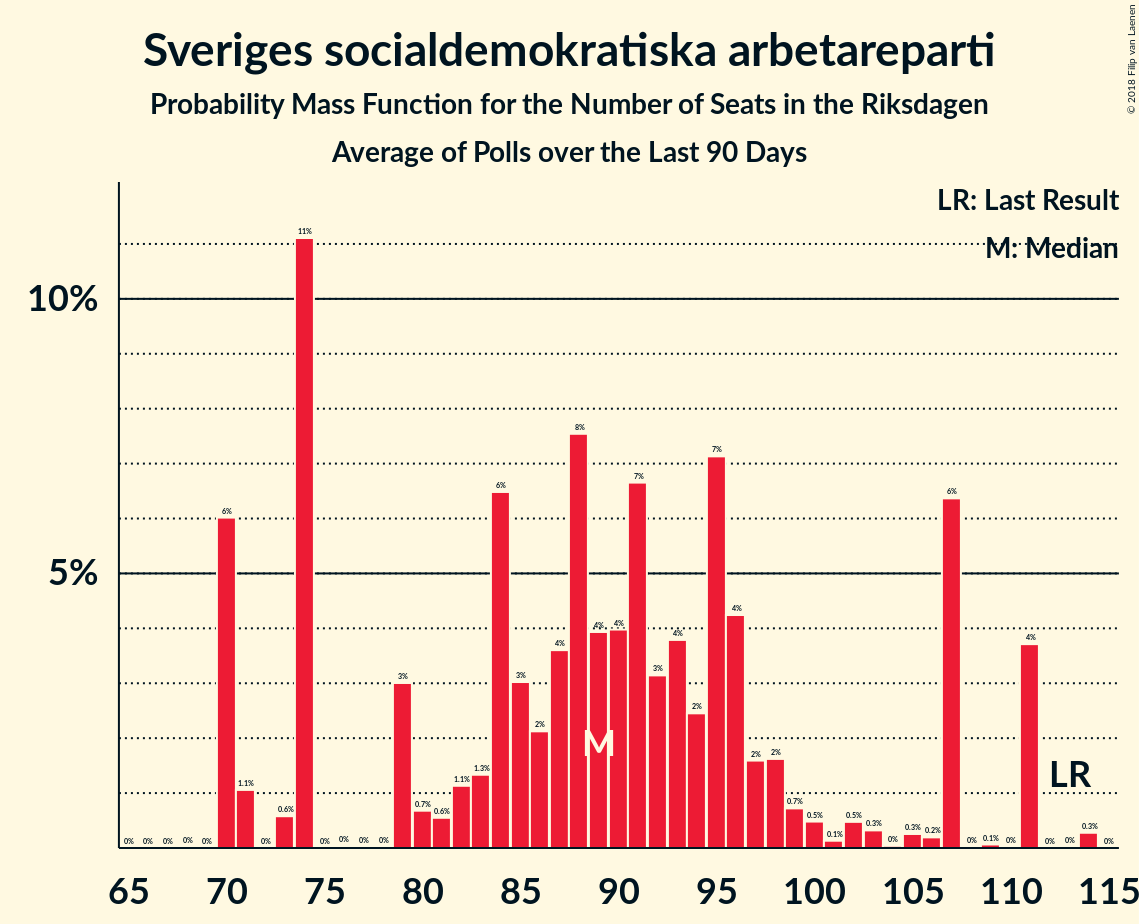 Sveriges socialdemokratiska arbetareparti
Probability Mass Function for the Number of Seats in the Riksdagen
Average of Polls over the Last 90 Days
© 2018 Filip van Laenen
LR: Last Result
M: Median
10%
5%
0% 0% 0% 0% 0% 6% 1.1% 0% 0.6% 11% 0% 0% 0% 0% 3% 0.7% 0.6% 1.1% 1.3% 6% 3% 2% 4% 8% 4% 4% 7% 3% 4% 2% 7% 4% 2% 2% 0.7% 0.5% 0.1% 0.5% 0.3% 0% 0.3% 0.2% 6% 0% 0.1% 0% 4% 0% 0% 0.3% 0%
M
LR
65 70 75 80 85 90 95 100 105 110 115